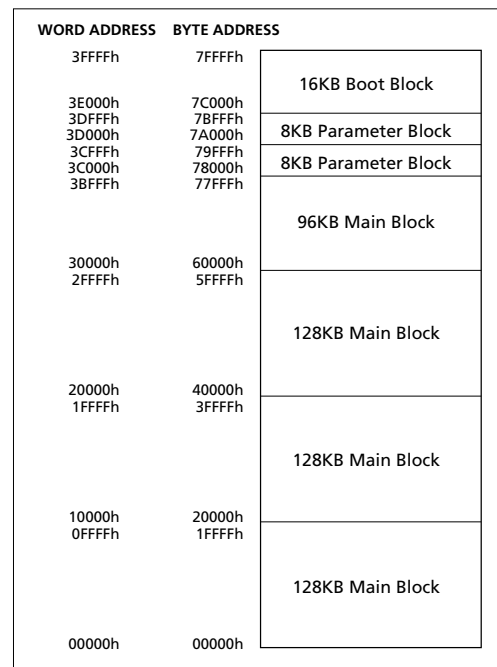 WORD ADDRESS BYTE ADDRESS
3FFFFh 7FFFFh
16KB Boot Block
3E000h 7C000h
3DFFFh 7BFFFh
8KB Parameter Block
3D000h 7A000h
3CFFFh 79FFFh
8KB Parameter Block
3C000h 78000h
3BFFFh 77FFFh
96KB Main Block
30000h 60000h
2FFFFh 5FFFFh
128KB Main Block
20000h 40000h
1FFFFh 3FFFFh
128KB Main Block
10000h 20000h
0FFFFh 1FFFFh
128KB Main Block
00000h 00000h